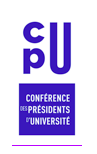 cpu
CONFÉRENCE
DES PRÉSIDENTS
D'UNIVERSITÉ